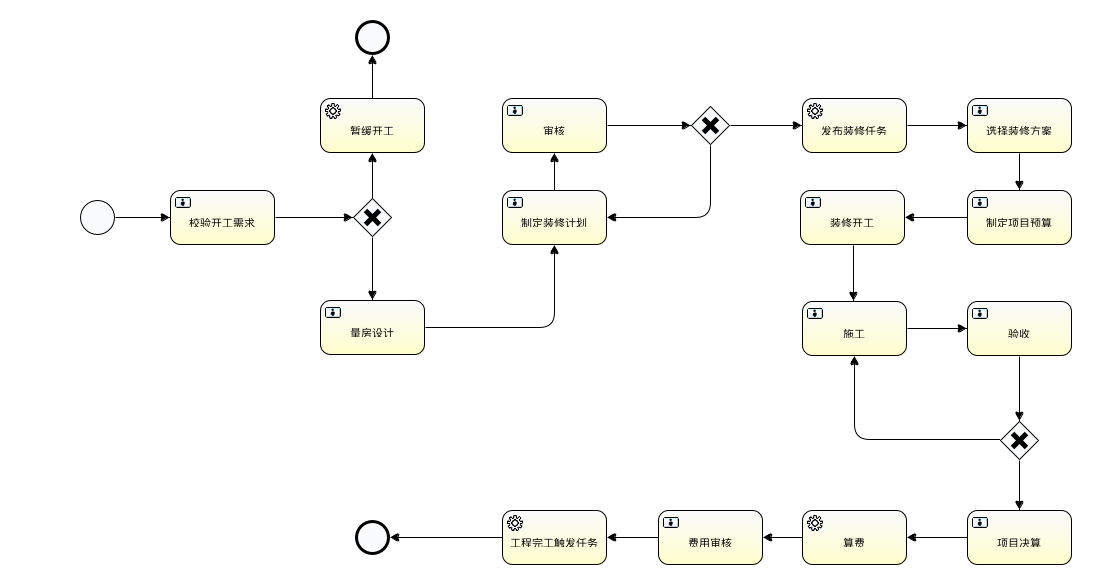 暂缓开工
审核
发布装修任务
选择装修方案
校验开工需求
制定装修计划
装修开工
制定项目预算
量房设计
施工
验收
工程完工触发任务
费用审核
算费
项目决算